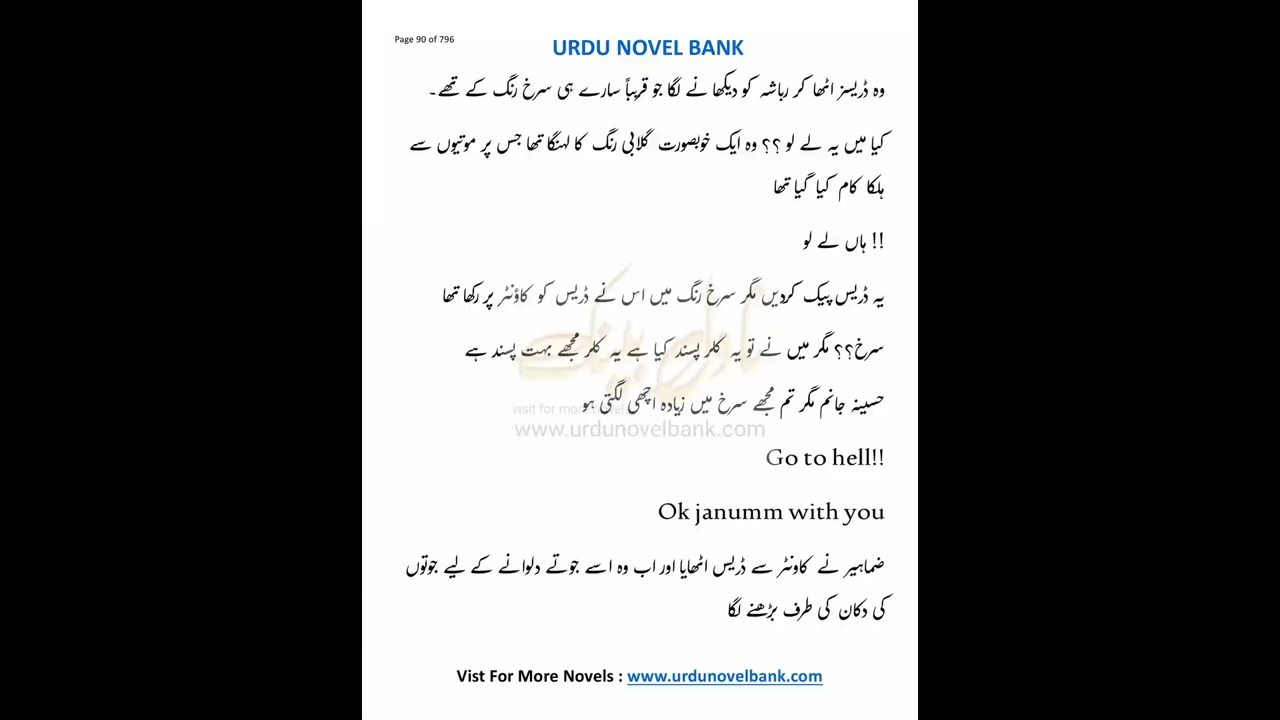 Page 90 of 796
URDU NOVEL BANK
وہ ڈریسز اٹھا کر رباشہ کو دیکھا نے لگا جو قریباً سارے ہی سرخ رنگ کے تھے۔
کیا میں یہ لے لو ؟؟ وہ ایک خوبصورت گلابی رنگ کا لہنگا تھا جس پر موتیوں سے
ہلکا کام کیا گیا تھا
!! ہاں لے لو
یہ ڈریس پیک کردیں مگر سرخ رنگ میں اس نے ڈریس کو کاؤنٹر پر رکھا تھا
سرخ؟؟ مگر میں نے تو یہ کلر پسند کیا ہے یہ کلر مجھے بہت پسند ہے
حسینہ جانم مگر تم مجھے سرخ میں زیادہ اچھی لگتی ہو
visit for more novels
www.urdunovelbank.com
Go to hell!!
Ok janumm with you
ضماہیر نے کاونٹر سے ڈریس اٹھایا اور اب وہ اسے جوتے دلوانے کے لیے جوتوں
کی دکان کی طرف بڑھنے لگا
Vist For More Novels : www.urdunovelbank.com